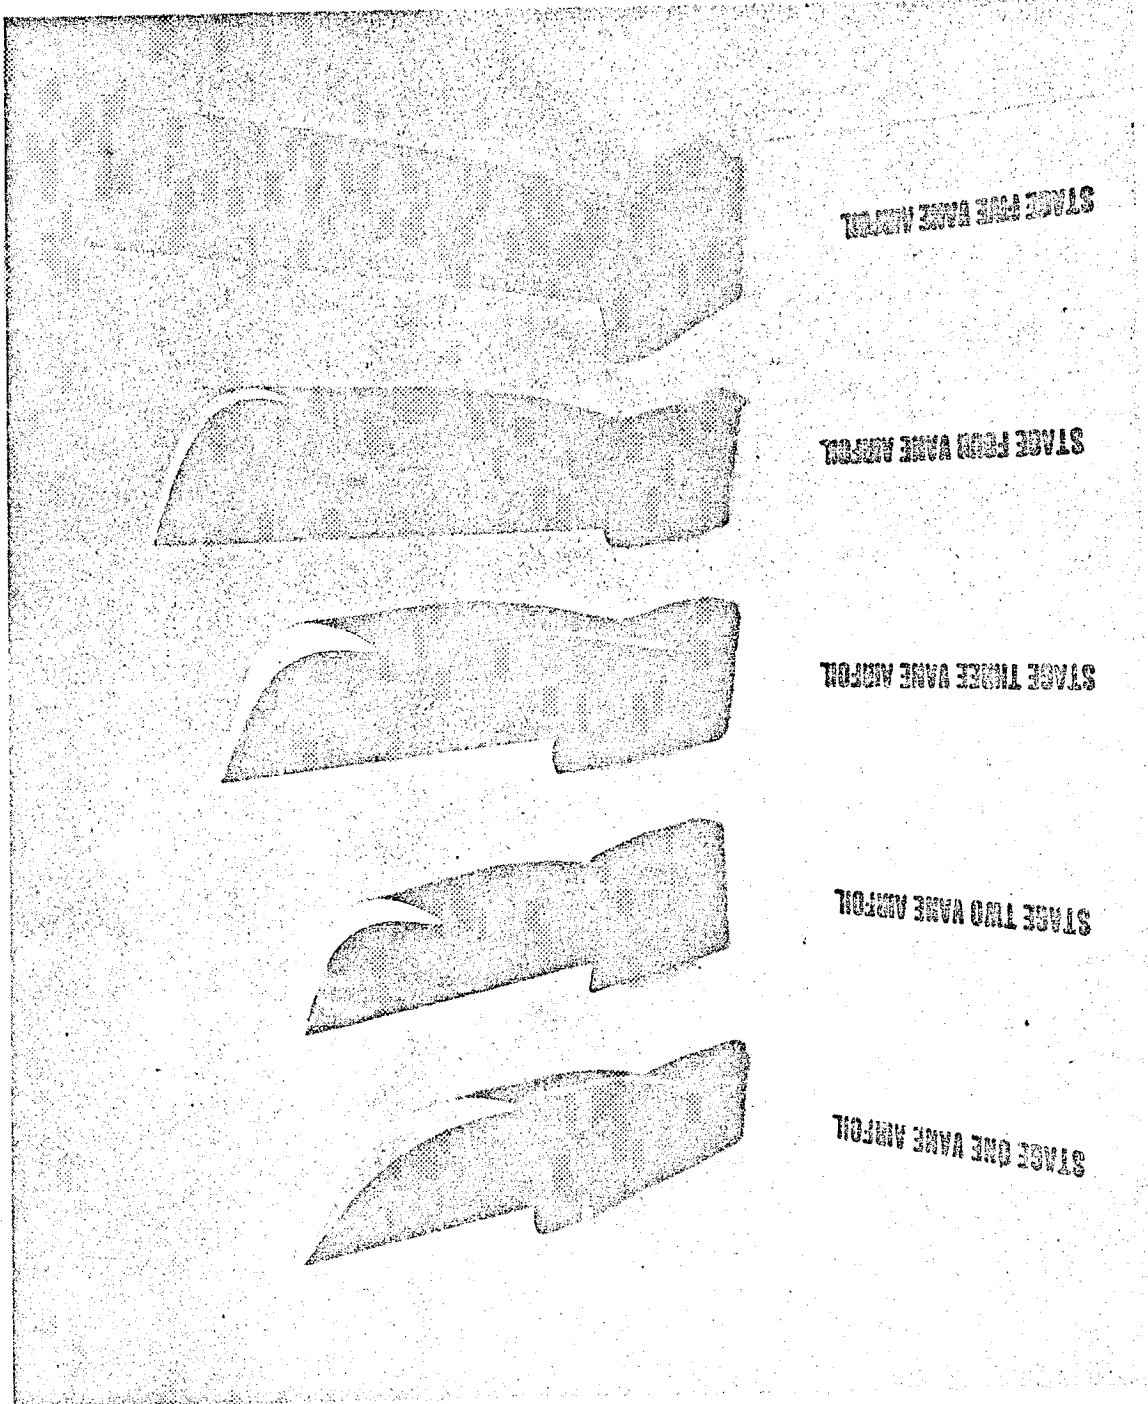 STAGE ONE VANE AIRFOIL
STAGE TWO VANE AIRFOIL
STAGE THREE VANE AIRFOIL
STAGE FOUR VANE AIRFOIL
STAGE FIVE VANE AIRFOIL